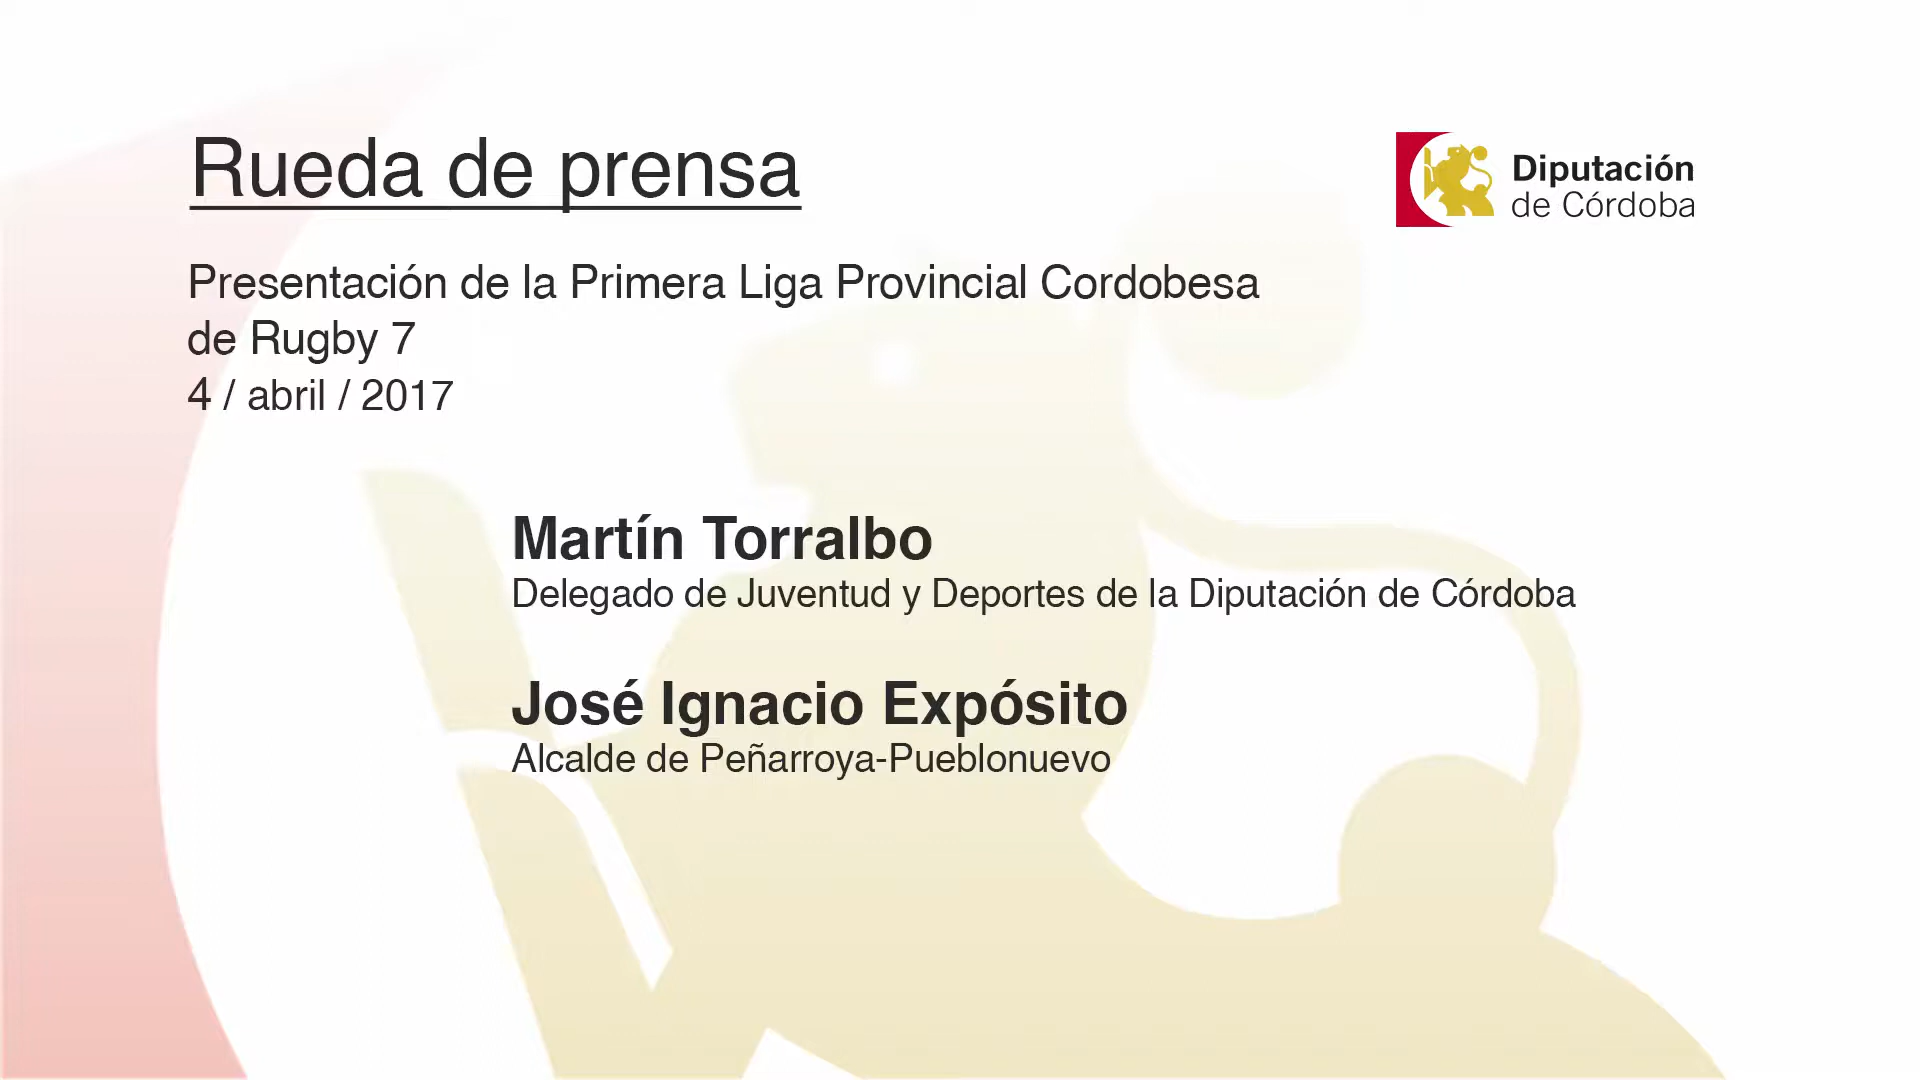 Rueda de prensa
Diputación
de Córdoba
Presentación de la Primera Liga Provincial Cordobesa
de Rugby 7
4 / abril / 2017
Martín Torralbo
Delegado de Juventud y Deportes de la Diputación de Córdoba
José Ignacio Expósito
Alcalde de Peñarroya-Pueblonuevo